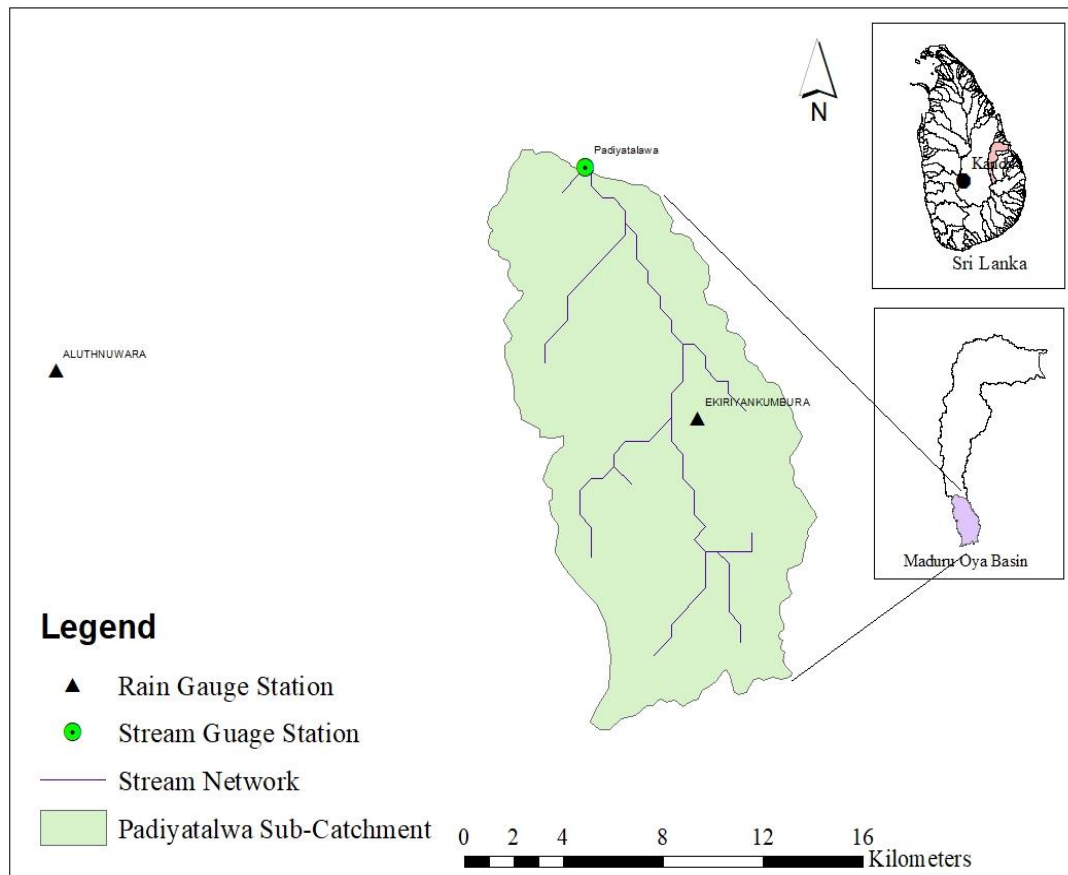 N
Padiyatalawa
Sri Lanka
ALUTHNUWARA
EKIRIYANKUMBURA
Maduru Oya Basin
Legend
Rain Gauge Station
Stream Guage Station
Stream Network
Padiyatalwa Sub-Catchment
0 2 4 8 12 16
Kilometers